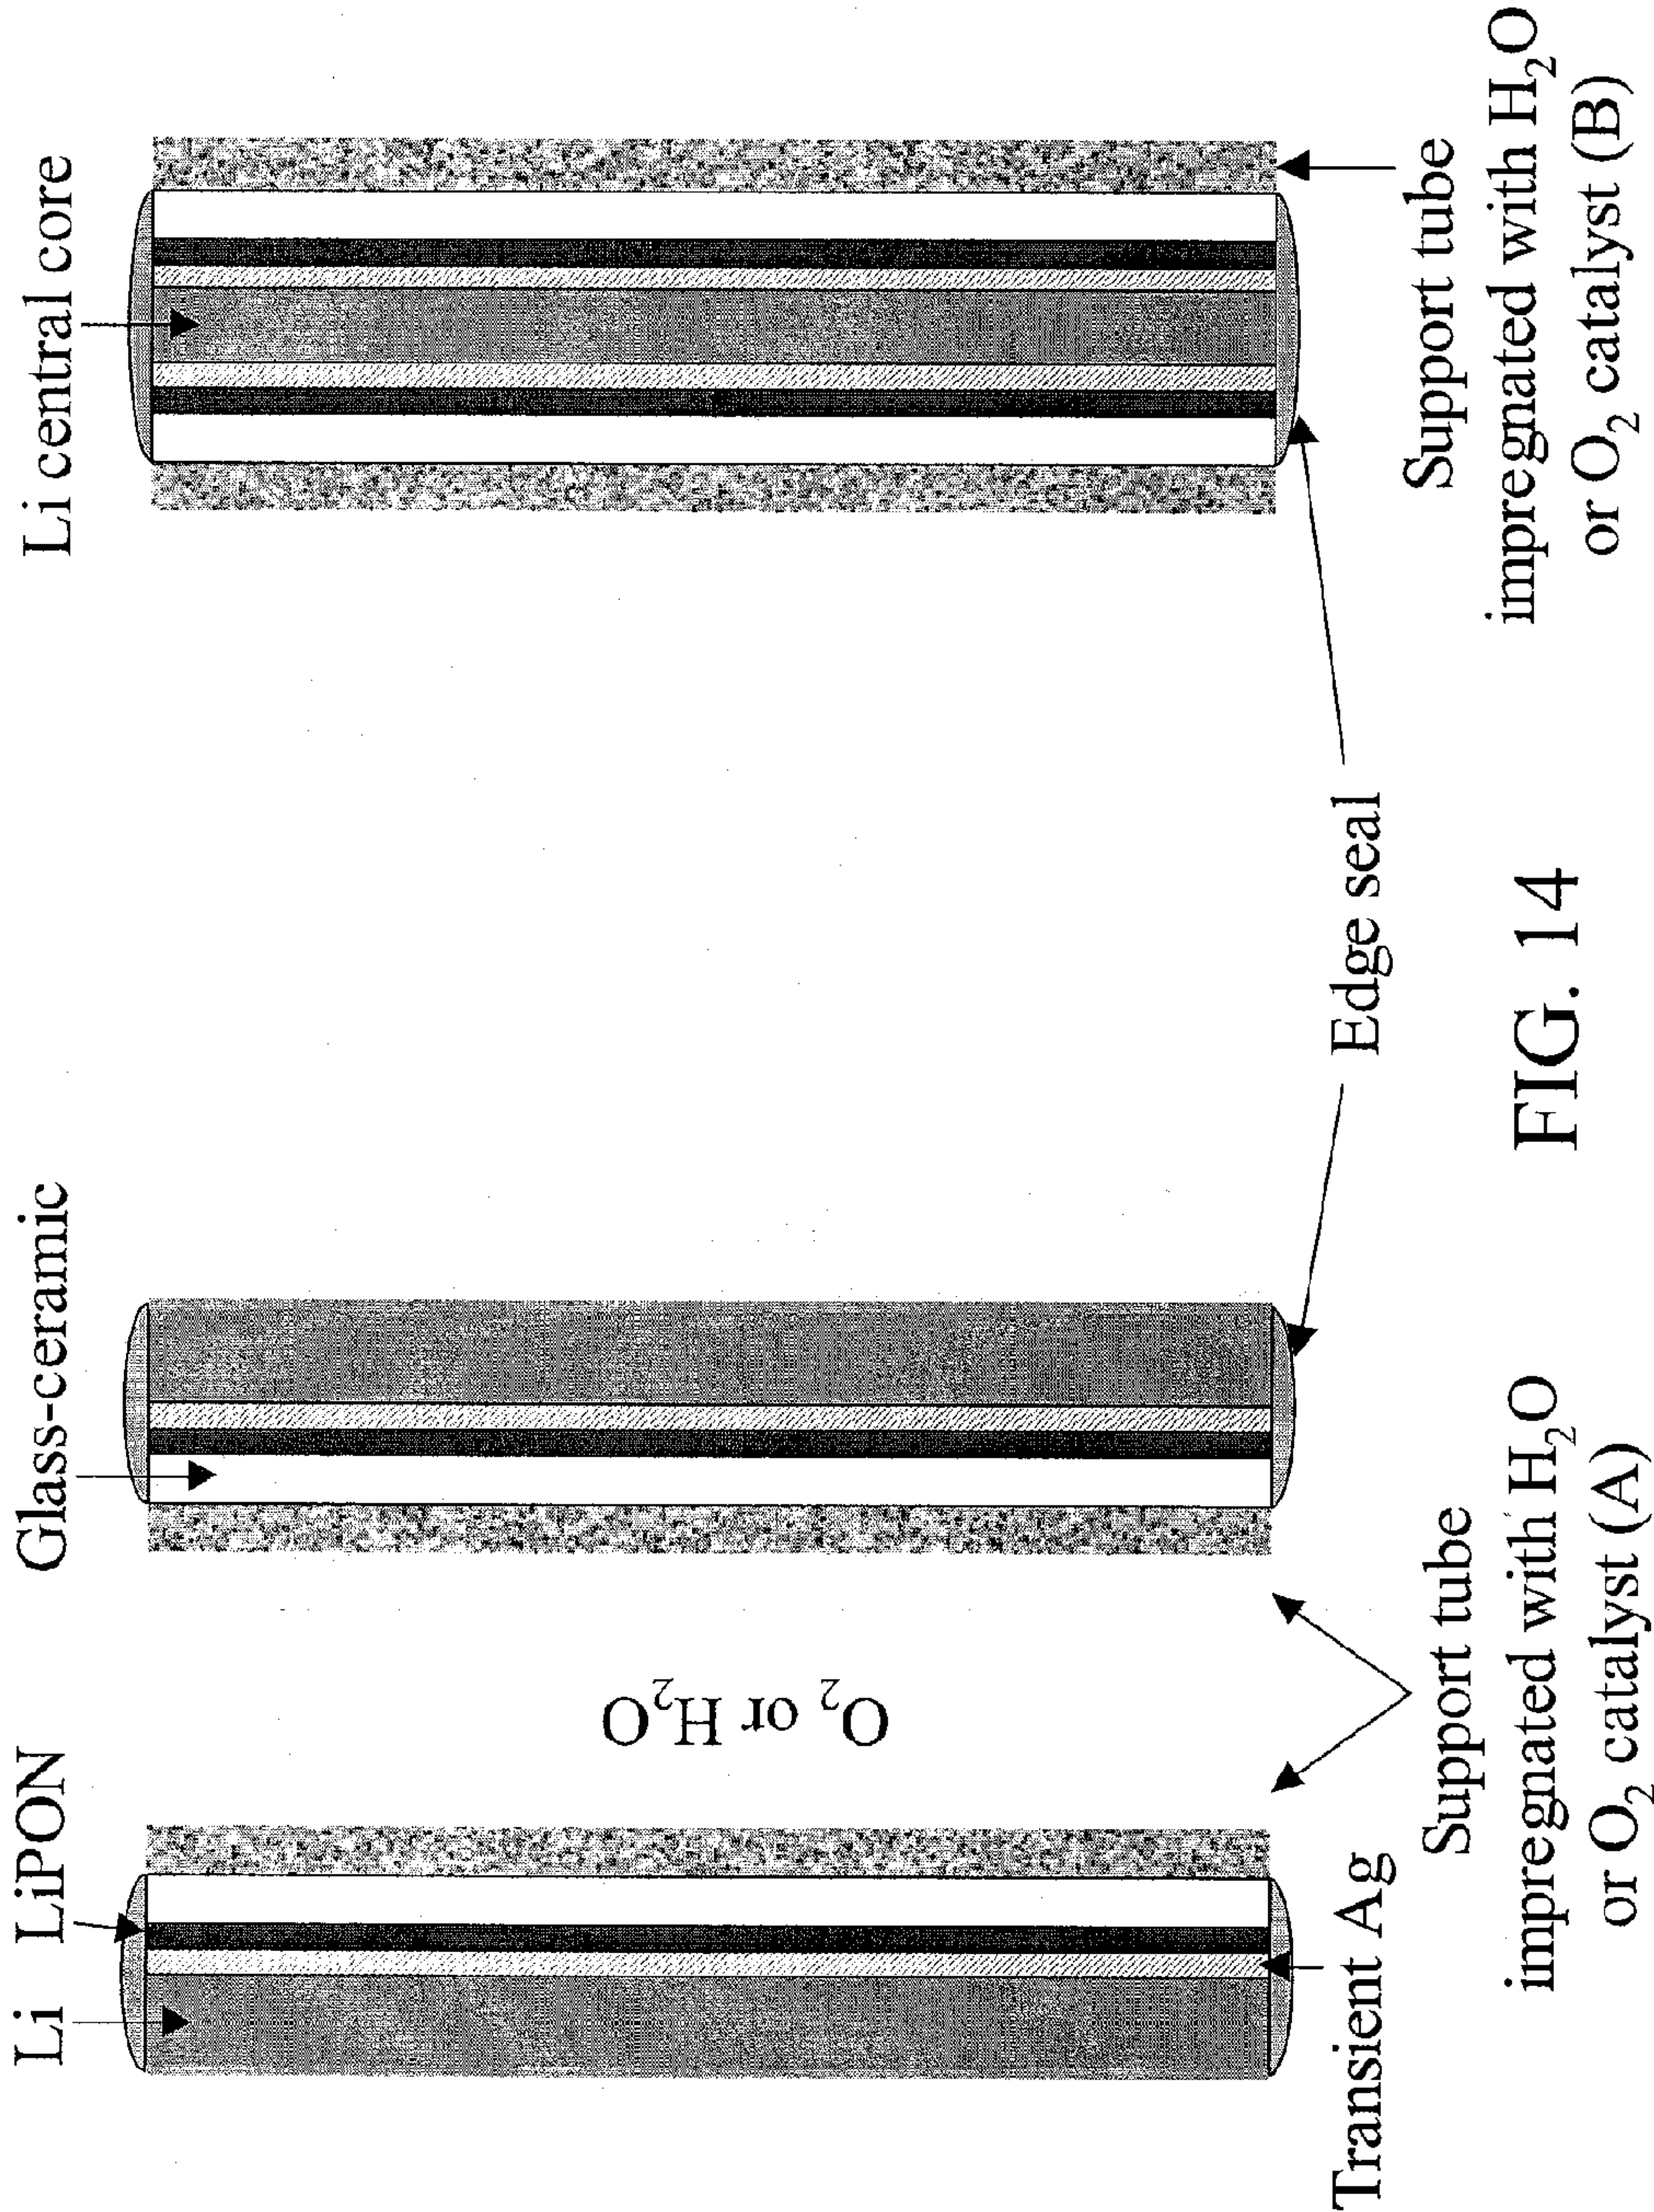 Li
LiPON
Glass-ceramic
Li central core
O₂ or H₂O
Transient Ag
Edge seal
Support tube
impregnated with H₂O
or O₂ catalyst (A)
Support tube
impregnated with H₂O
or O₂ catalyst (B)
FIG. 14